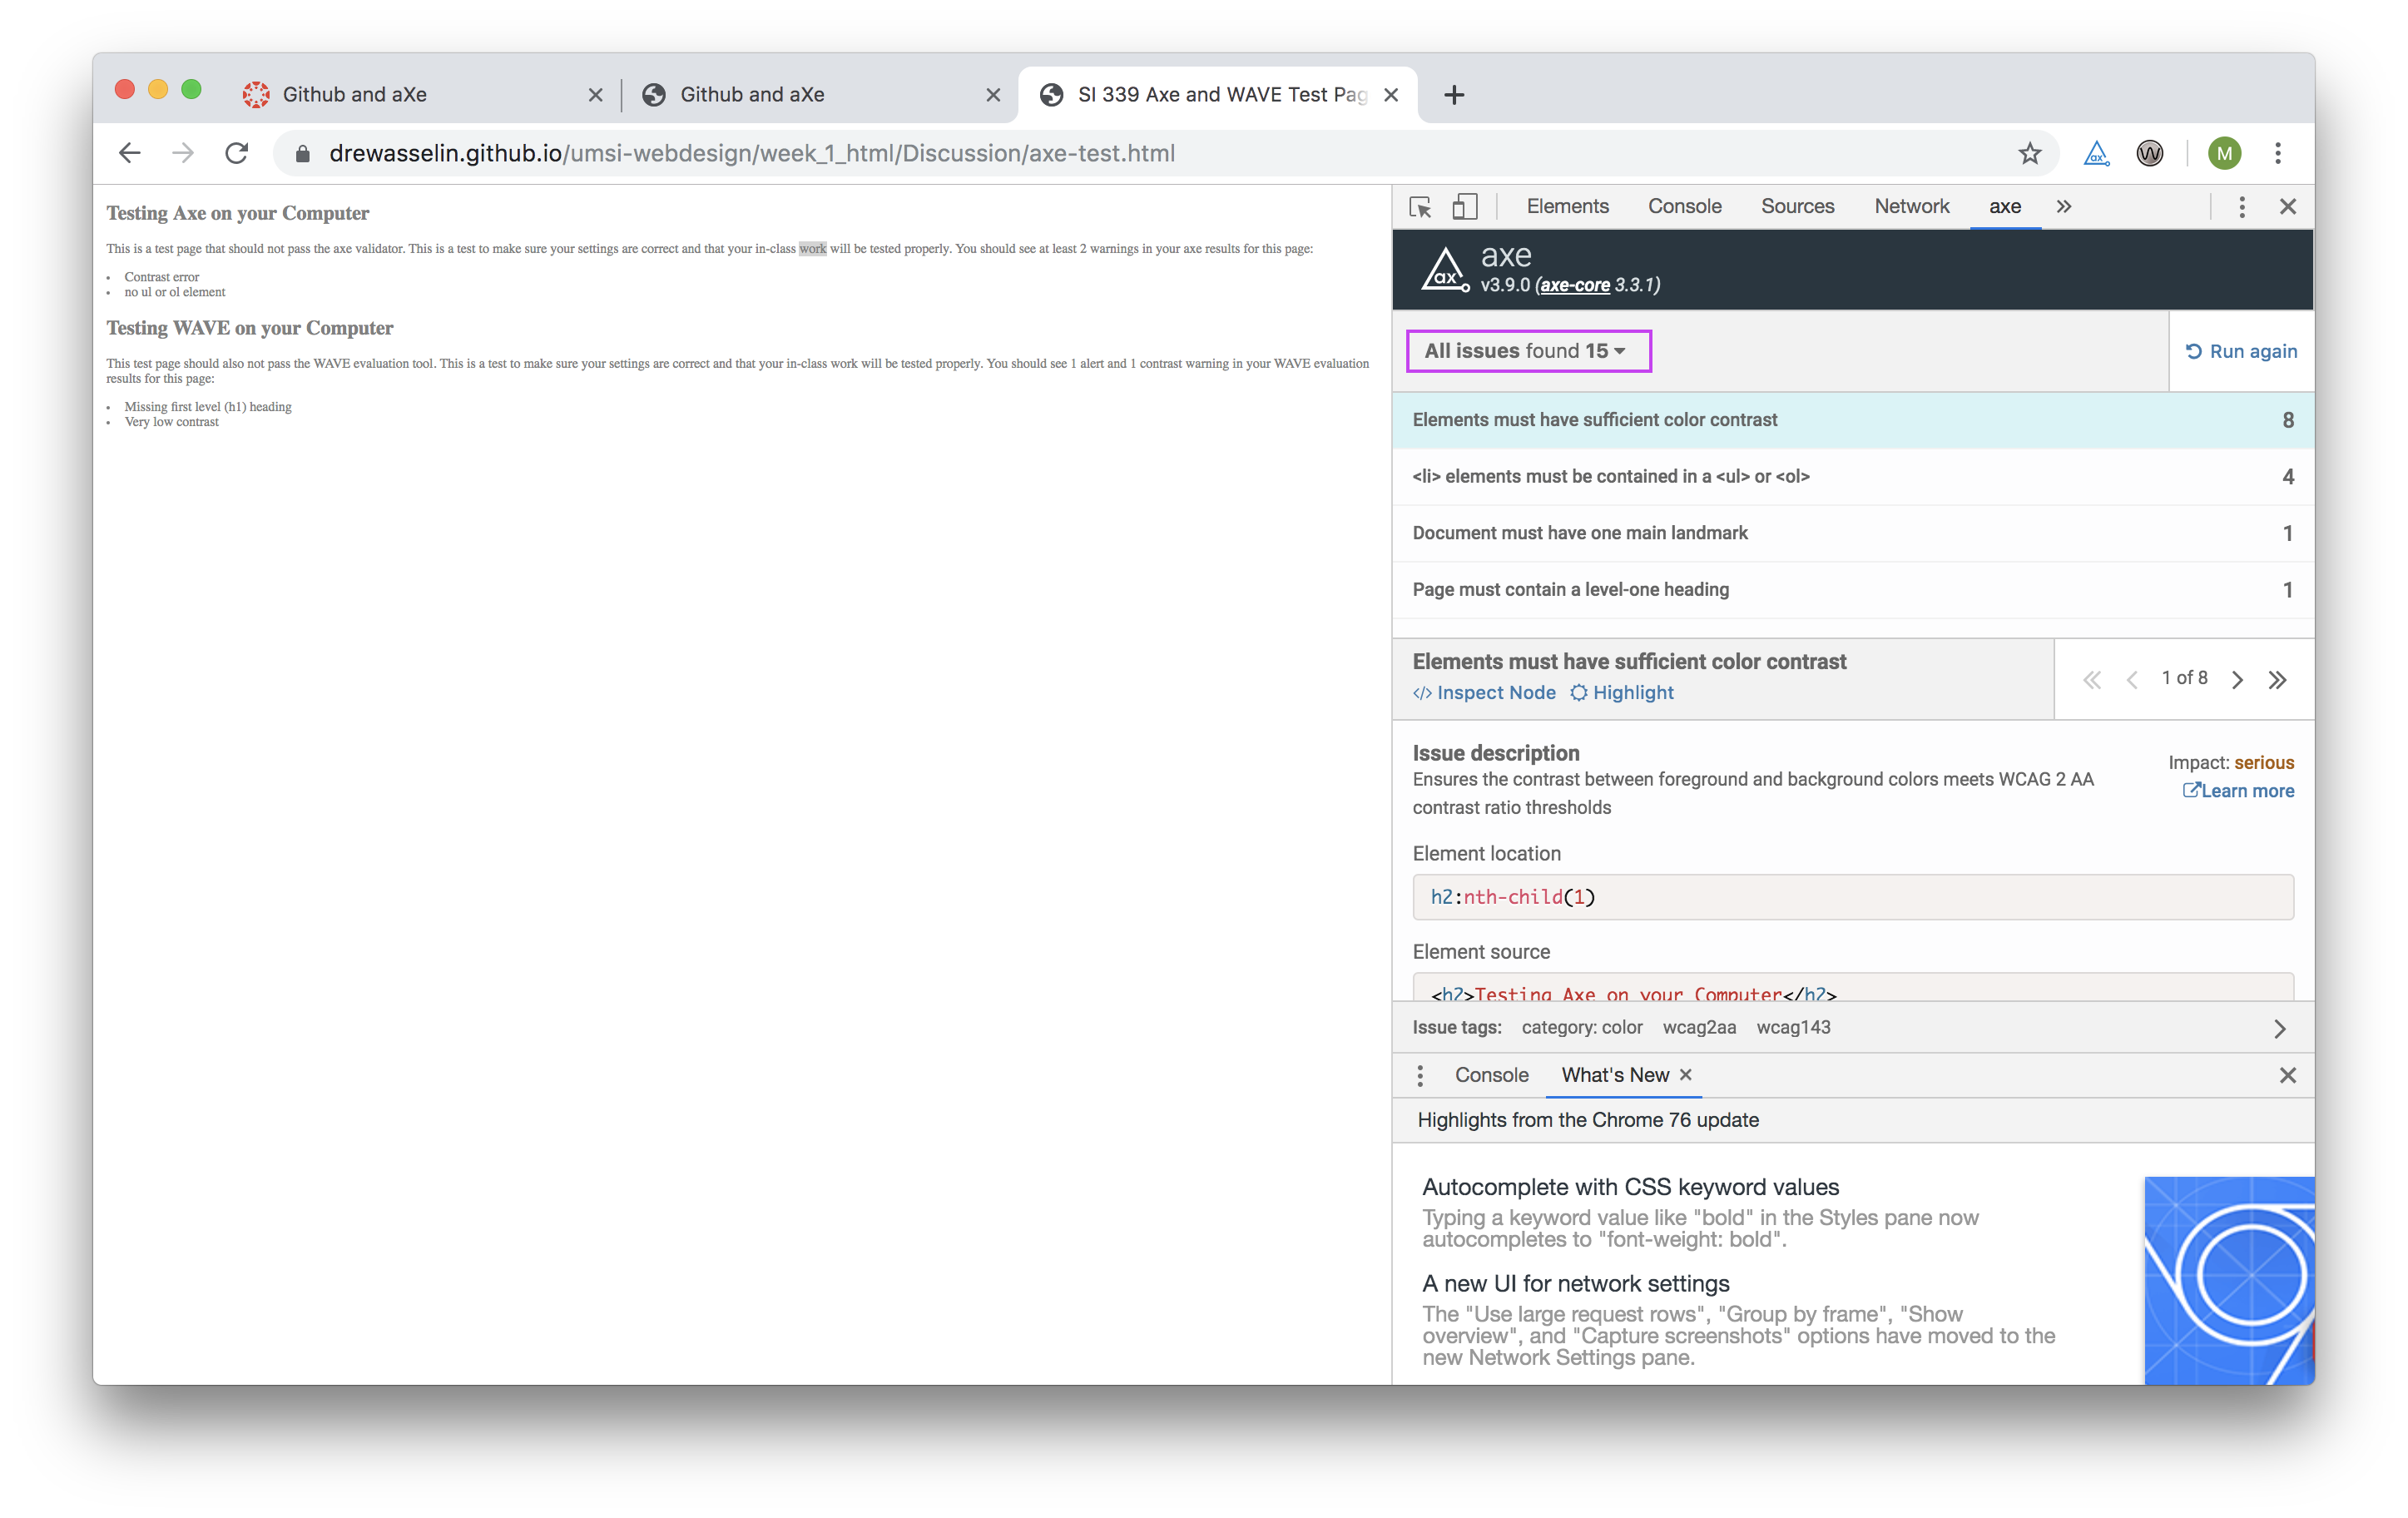 Github and aXe
Github and aXe
SI 339 Axe and WAVE Test Pag
drewasselin.github.io/umsi-webdesign/week_1_html/Discussion/axe-test.html
ax
W
M
Testing Axe on your Computer
This is a test page that should not pass the axe validator. This is a test to make sure your settings are correct and that your in-class work will be tested properly. You should see at least 2 warnings in your axe results for this page:
• Contrast error
• no ul or ol element
Testing WAVE on your Computer
This test page should also not pass the WAVE evaluation tool. This is a test to make sure your settings are correct and that your in-class work will be tested properly. You should see 1 alert and 1 contrast warning in your WAVE evaluation
results for this page:
• Missing first level (h1) heading
• Very low contrast
Elements Console Sources Network axe »
ax
axe
v3.9.0 (axe-core 3.3.1)
All issues found 15
Run again
Elements must have sufficient color contrast 8
<li> elements must be contained in a <ul> or <ol> 4
Document must have one main landmark 1
Page must contain a level-one heading 1
Elements must have sufficient color contrast
</> Inspect Node Highlight
1 of 8
Issue description
Ensures the contrast between foreground and background colors meets WCAG 2 AA
contrast ratio thresholds
Impact: serious
Learn more
Element location
h2:nth-child(1)
Element source
<h2>Testing Axe on your Computer</h2>
Issue tags: category: color wcag2aa wcag143
Console What's New
Highlights from the Chrome 76 update
Autocomplete with CSS keyword values
Typing a keyword value like "bold" in the Styles pane now
autocompletes to "font-weight: bold".
A new UI for network settings
The "Use large request rows", "Group by frame", "Show
overview", and "Capture screenshots" options have moved to the
new Network Settings pane.